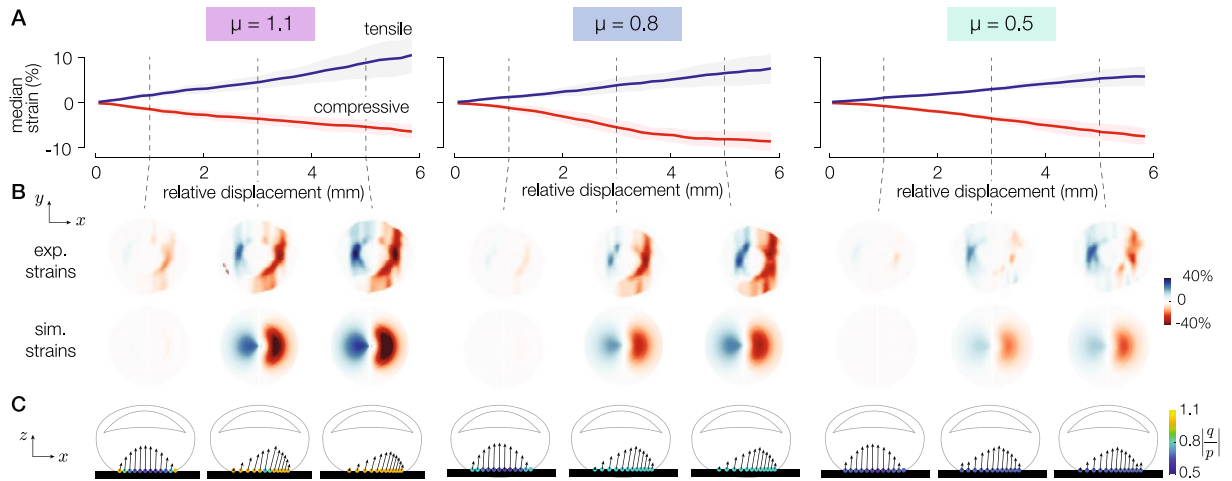 A
μ = 1.1
μ = 0.8
μ = 0.5
tensile
compressive
median
strain (%)
10
0
-10
0 2 4 6
0 2 4 6
0 2 4 6
relative displacement (mm)
relative displacement (mm)
relative displacement (mm)
B
y
x
exp.
strains
sim.
strains
40%
0
-40%
C
z
x
1.1
0.8
0.5
|q/p|